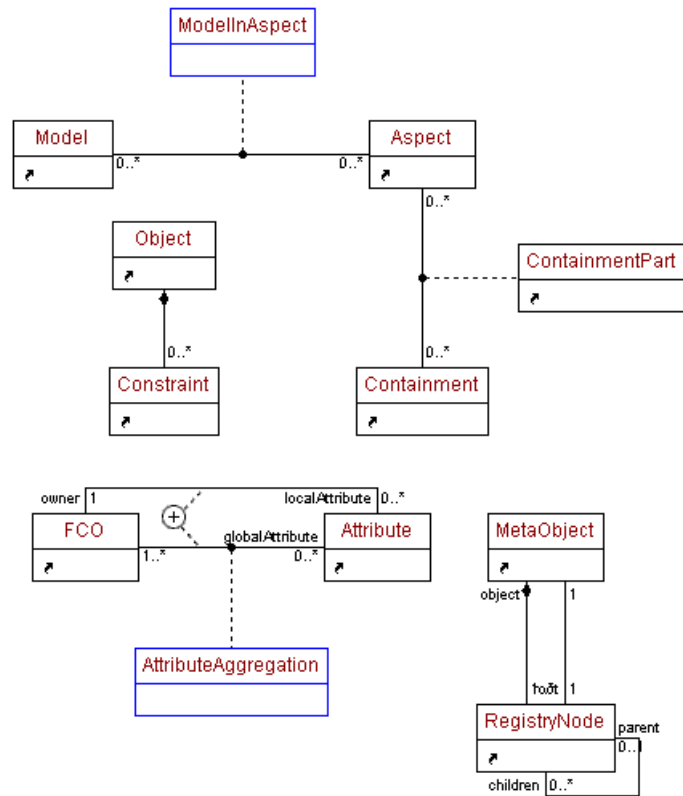 ModelInAspect
Model
Aspect
0..*
0..*
0..*
Object
ContainmentPart
0..*
0..*
Constraint
Containment
owner
1
localAttribute
0..*
FCO
globalAttribute
Attribute
MetaObject
1..*
0..*
object
1
AttributeAggregation
1
RegistryNode
parent
children
0..*